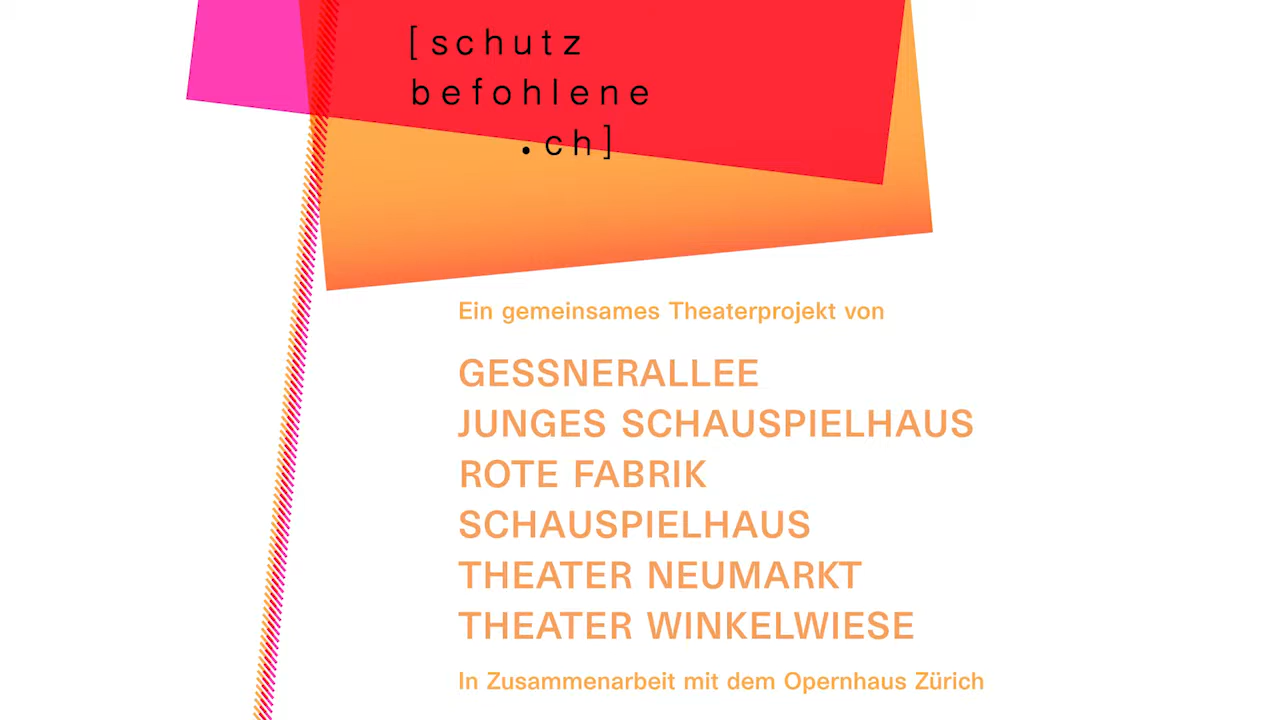 [schutz
befohlene
.ch]
Ein gemeinsames Theaterprojekt von
GESSNERALLEE
JUNGES SCHAUSPIELHAUS
ROTE FABRIK
SCHAUSPIELHAUS
THEATER NEUMARKT
THEATER WINKELWIESE
In Zusammenarbeit mit dem Opernhaus Zürich